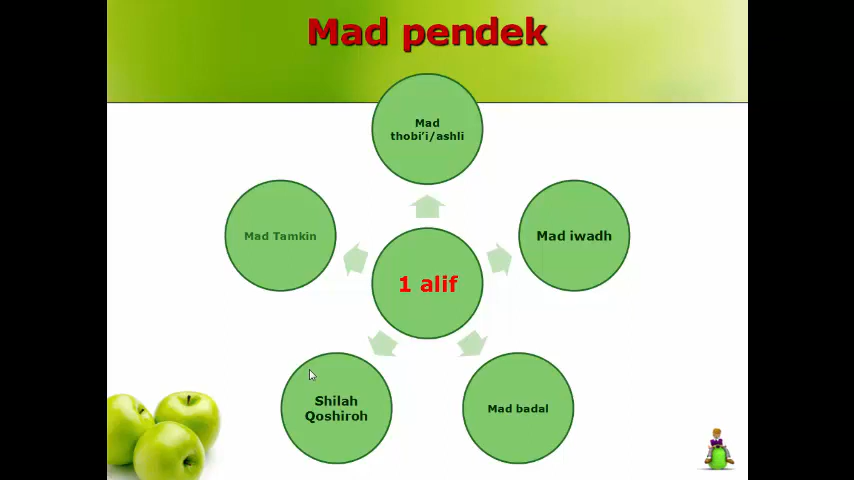 Mad pendek
Mad
thobi'i/ashli
Mad Tamkin
Mad iwadh
1 alif
Shilah
Qoshiroh
Mad badal